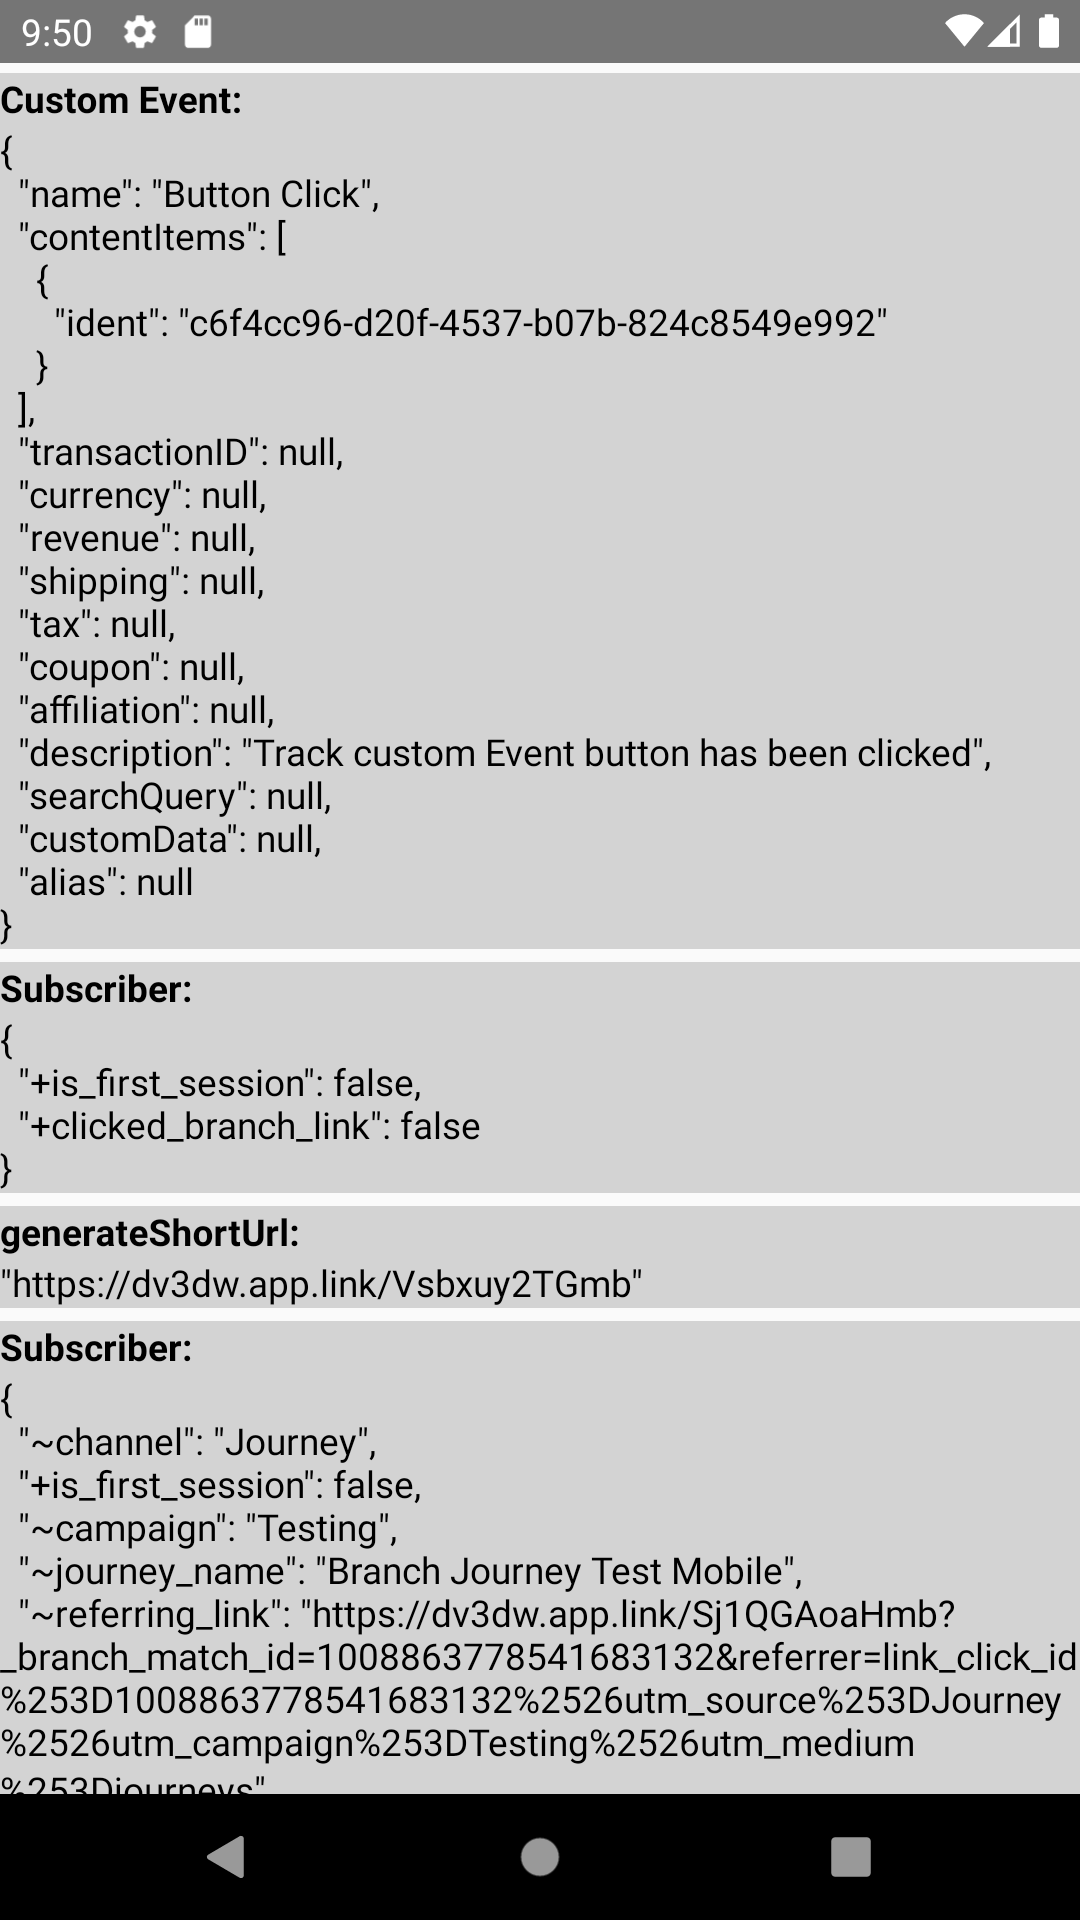 9:50
Custom Event:
{
"name": "Button Click",
"contentItems": [
{
"ident": "c6f4cc96-d20f-4537-b07b-824c8549e992"
}
],
"transactionID": null,
"currency": null,
"revenue": null,
"shipping": null,
"tax": null,
"coupon": null,
"affiliation": null,
"description": "Track custom Event button has been clicked",
"searchQuery": null,
"customData": null,
"alias": null
}
Subscriber:
{
"+is_first_session": false,
"+clicked_branch_link": false
}
generateShortUrl:
"https://dv3dw.app.link/Vsbxuy2TGmb"
Subscriber:
{
"~channel": "Journey",
"+is_first_session": false,
"~campaign": "Testing",
"~journey_name": "Branch Journey Test Mobile",
"~referring_link": "https://dv3dw.app.link/Sj1QGAoaHmb?
_branch_match_id=1008863778541683132&referrer=link_click_id
%253D1008863778541683132%2526utm_source%253DJourney
%2526utm_campaign%253DTesting%2526utm_medium
%253Djourneys"